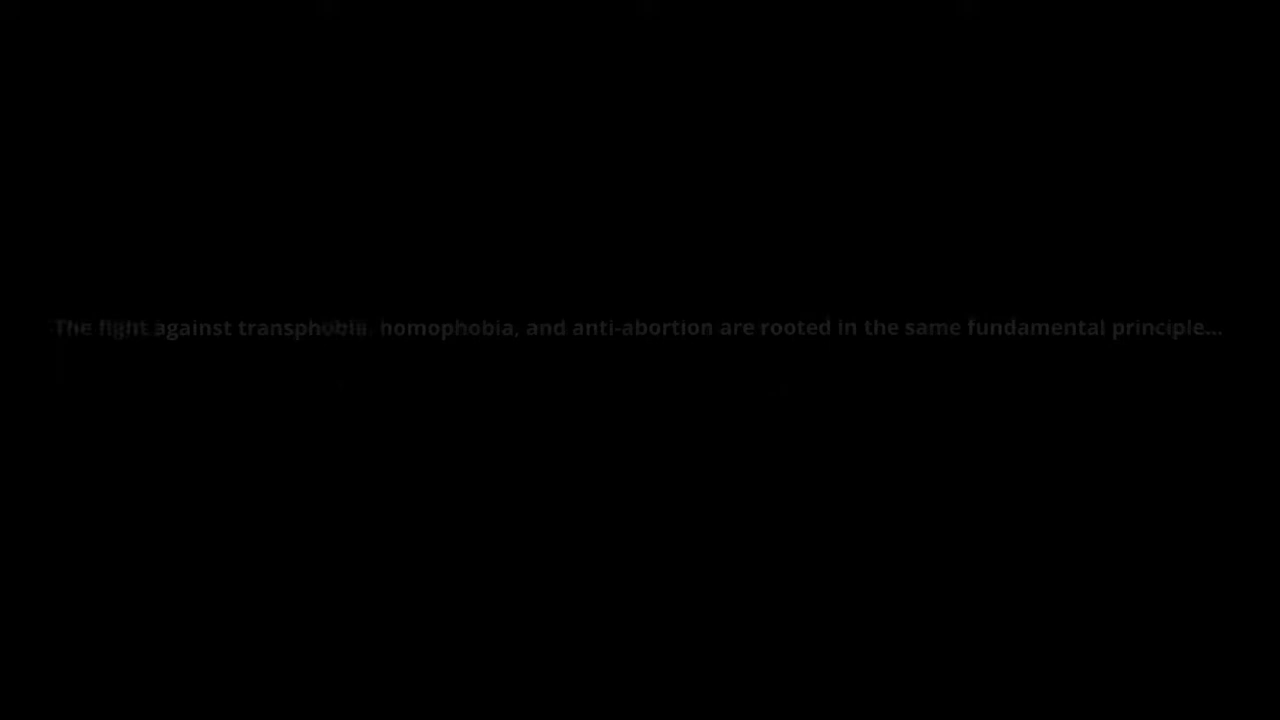 The fight against transphobia, homophobia, and anti-abortion are rooted in the same fundamental principle...